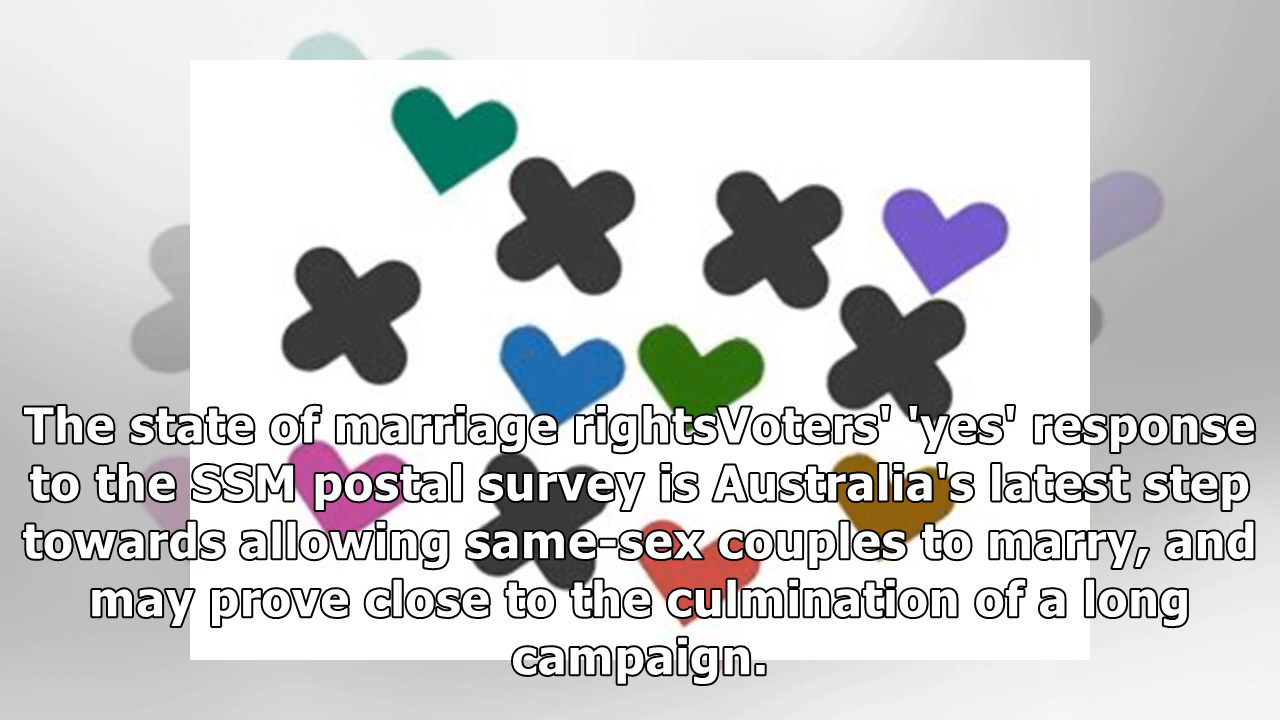 The state of marriage rightsVoters' 'yes' response
to the SSM postal survey is Australia's latest step
towards allowing same-sex couples to marry, and
may prove close to the culmination of a long
campaign.